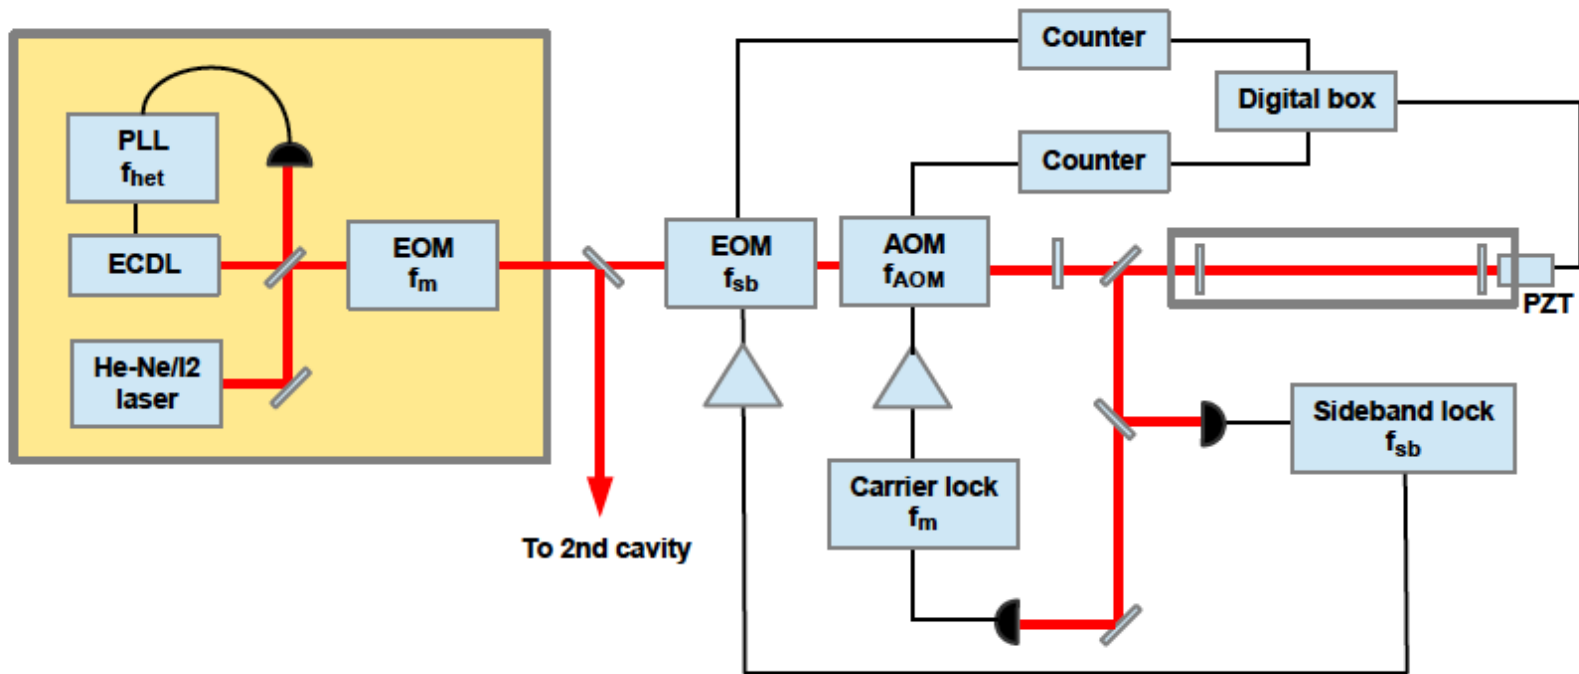 Counter
Digital box
PLL
fhet
Counter
ECDL
EOM
fm
EOM
fsb
AOM
fAOM
PZT
He-Ne/I2
laser
Sideband lock
fsb
Carrier lock
fm
To 2nd cavity